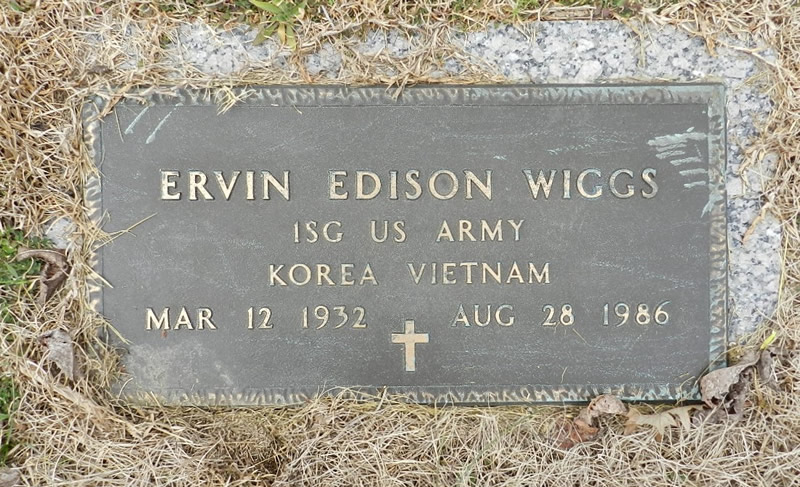 ERVIN EDISON WIGGS
1SG US ARMY
KOREA VIETNAM
MAR 12 1932 AUG 28 1986